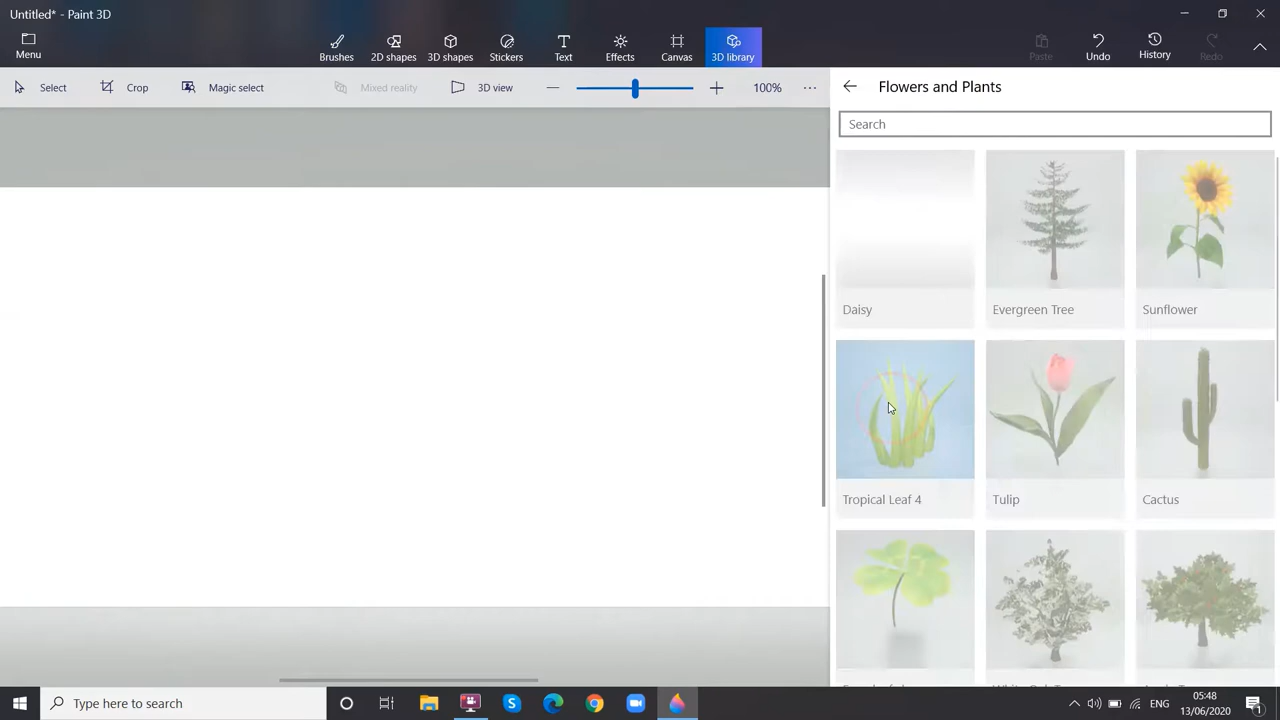 Untitled* - Paint 3D
Menu
Brushes
2D shapes
3D shapes
Stickers
Text
Effects
Canvas
3D library
Paste
Undo
History
Redo
Select
Crop
Magic select
Mixed reality
3D view
100%
Flowers and Plants
Search
Daisy
Evergreen Tree
Sunflower
Tropical Leaf 4
Tulip
Cactus
Type here to search
ENG
05:48
13/06/2020
1